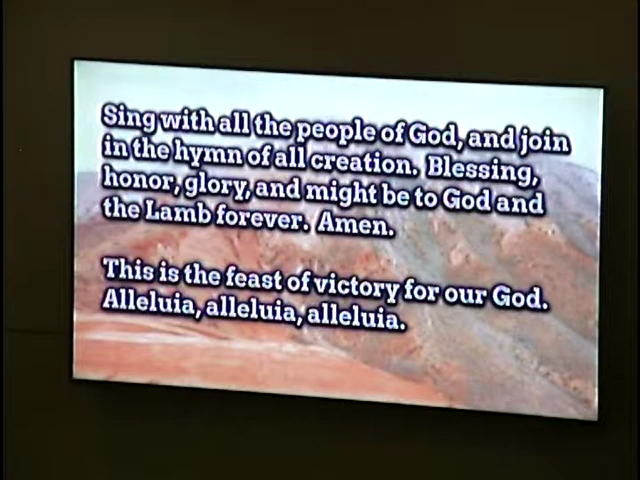 Sing with all the people of God, and join
in the hymn of all creation. Blessing,
honor, glory, and might be to God and
the Lamb forever. Amen.
This is the feast of victory for our God.
Alleluia, alleluia, alleluia.